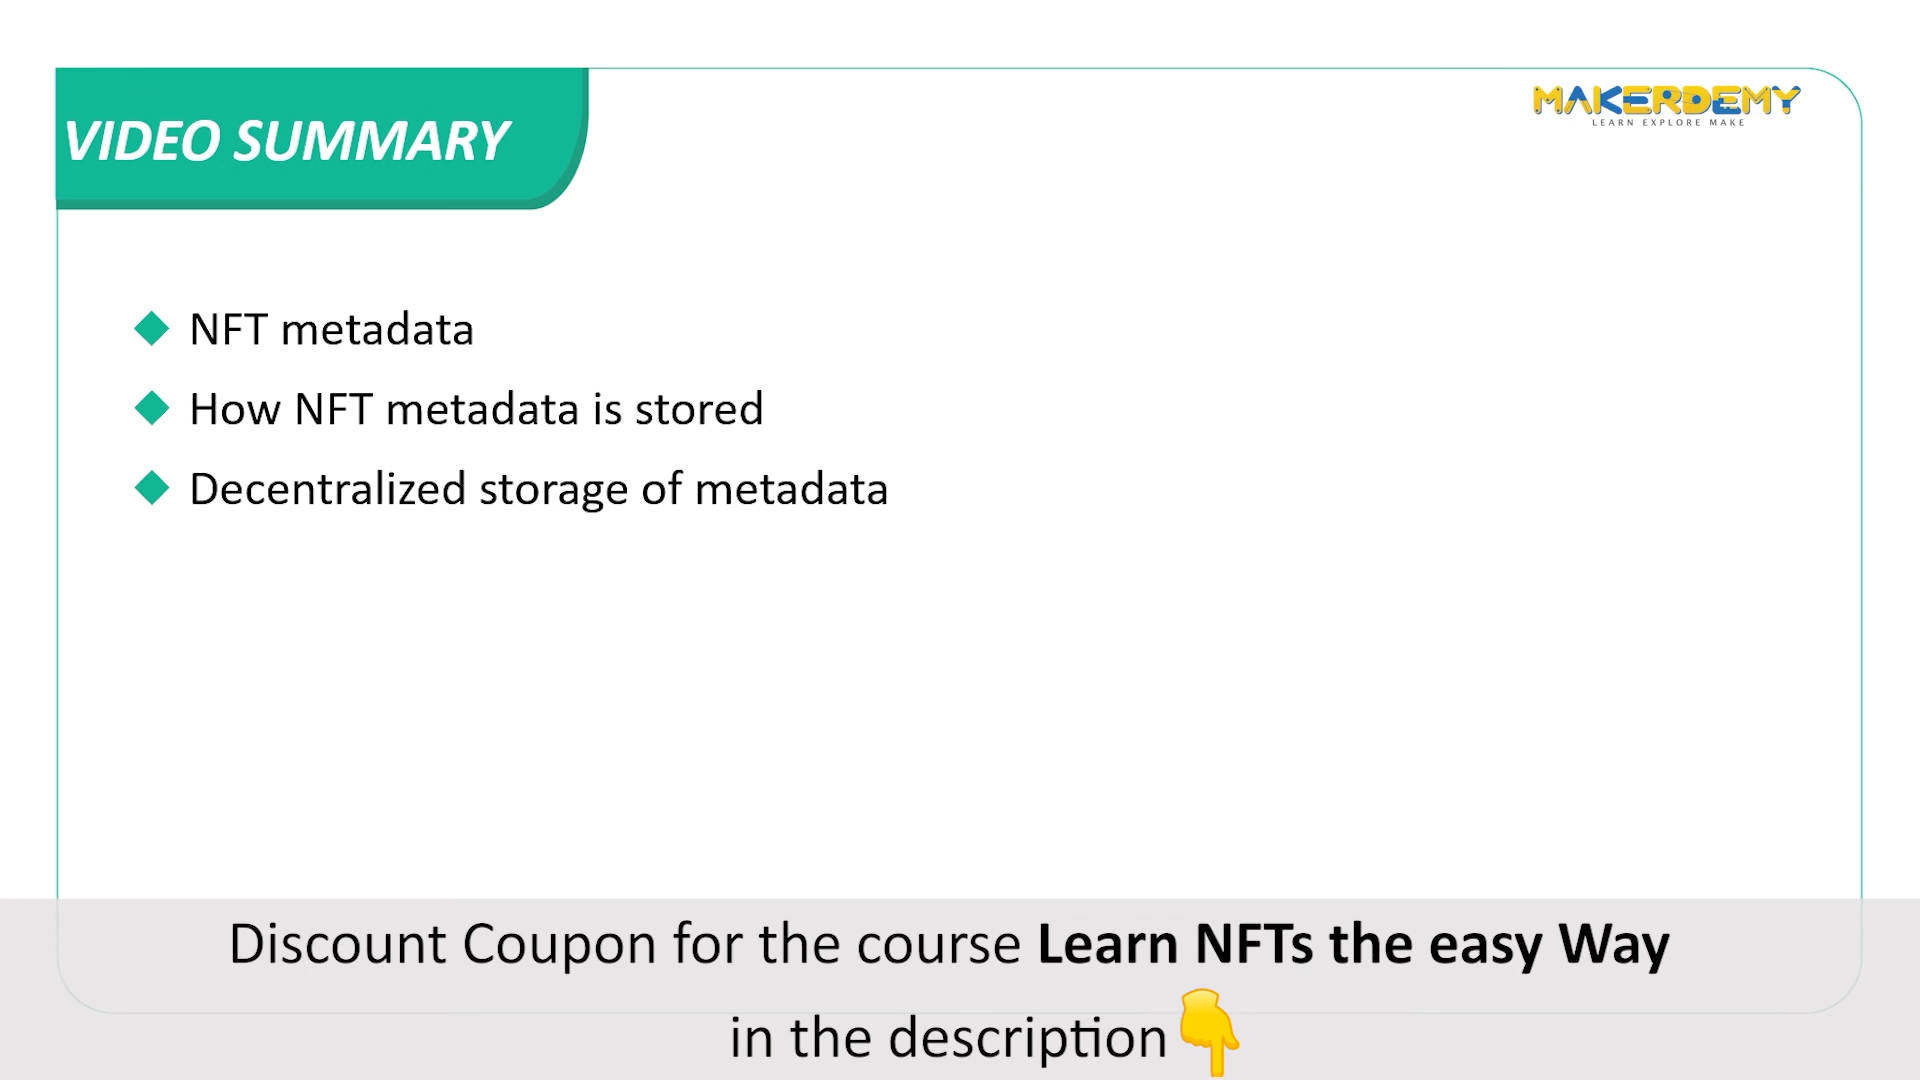 VIDEO SUMMARY
MAKERDEMY
LEARN EXPLORE MAKE
NFT metadata
How NFT metadata is stored
Decentralized storage of metadata
Discount Coupon for the course Learn NFTs the easy Way
in the description